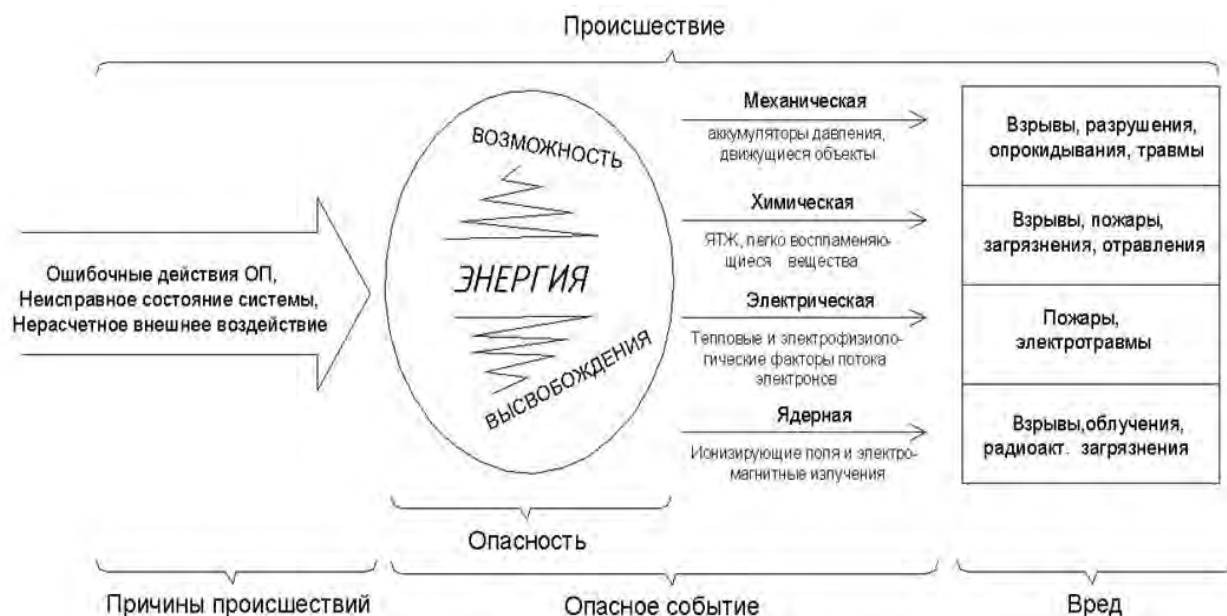 Происшествие
Ошибочные действия ОП,
Неисправное состояние системы,
Нерасчетное внешнее воздействие
ВОЗМОЖНОСТЬ
ЭНЕРГИЯ
ВЫСВОБОЖДЕНИЯ
Механическая
аккумуляторы давления,
движущиеся объекты
Взрывы, разрушения,
опрокидывания, травмы
Химическая
ЯТЖ, легко воспламеняю-
щиеся вещества
Взрывы, пожары,
загрязнения, отравления
Электрическая
Тепловые и электрофизиоло-
гические факторы потока
электронов
Пожары,
электротравмы
Ядерная
Ионизирующие поля и электро-
магнитные излучения
Взрывы,облучения,
радиоакт. загрязнения
Опасность
Причины происшествий
Опасное событие
Вред